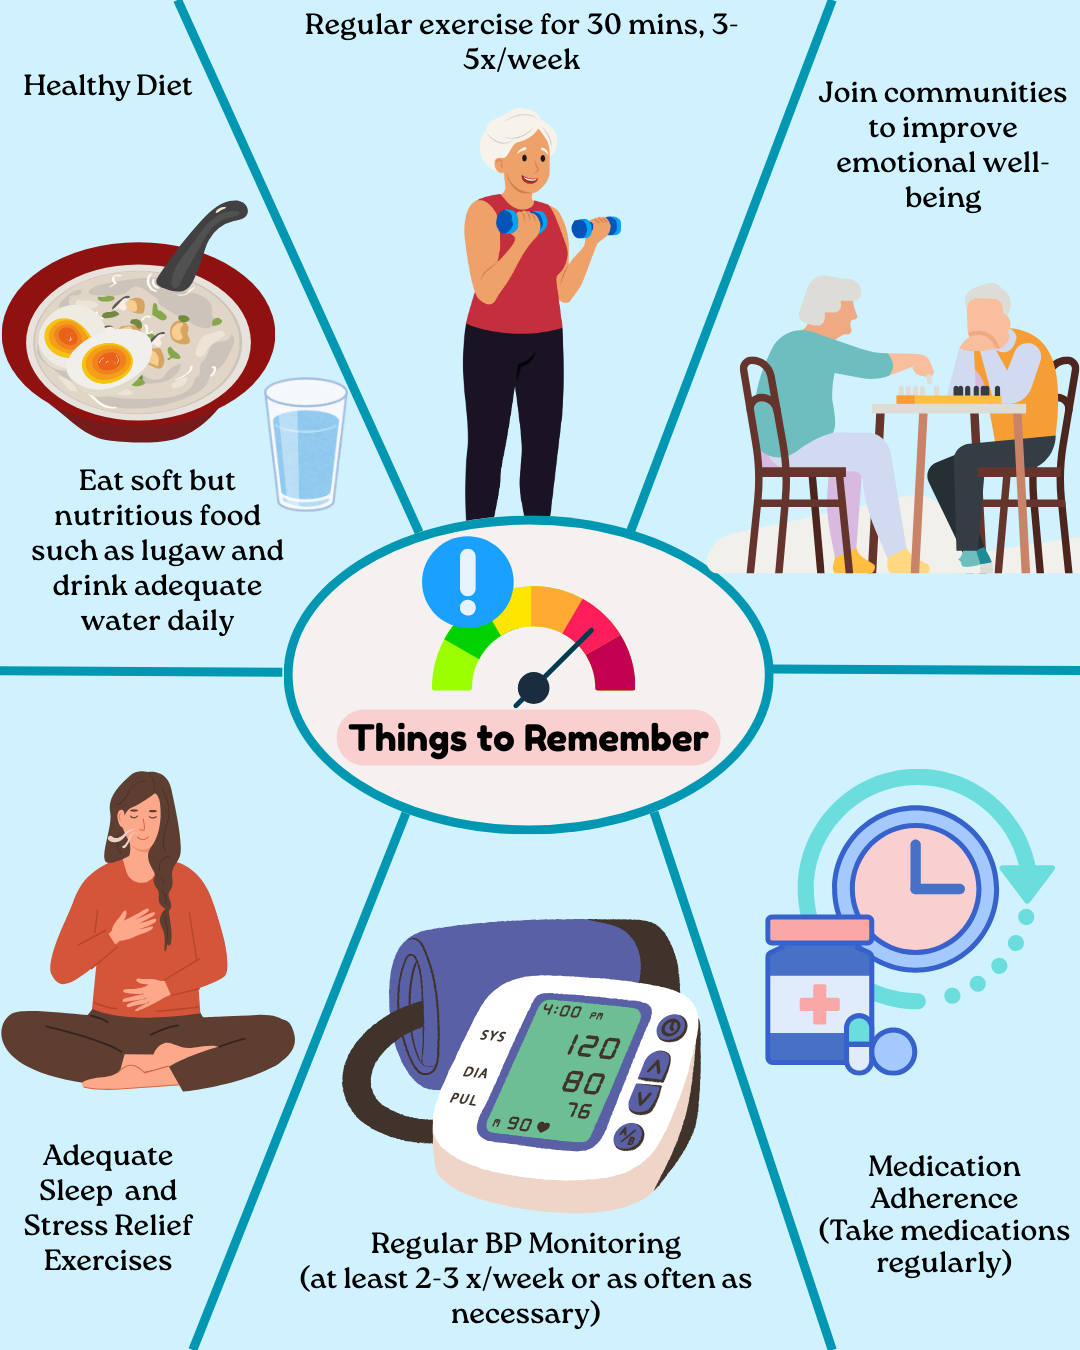 Regular exercise for 30 mins, 3-
5x/week
Healthy Diet
Join communities
to improve
emotional well-
being
Eat soft but
nutritious food
such as lugaw and
drink adequate
water daily
Things to Remember
4:00 PM
SYS
120
DIA
80
PUL
76
M 90
A/B
Adequate
Sleep and
Stress Relief
Exercises
Regular BP Monitoring
(at least 2-3 x/week or as often as
necessary)
Medication
Adherence
(Take medications
regularly)